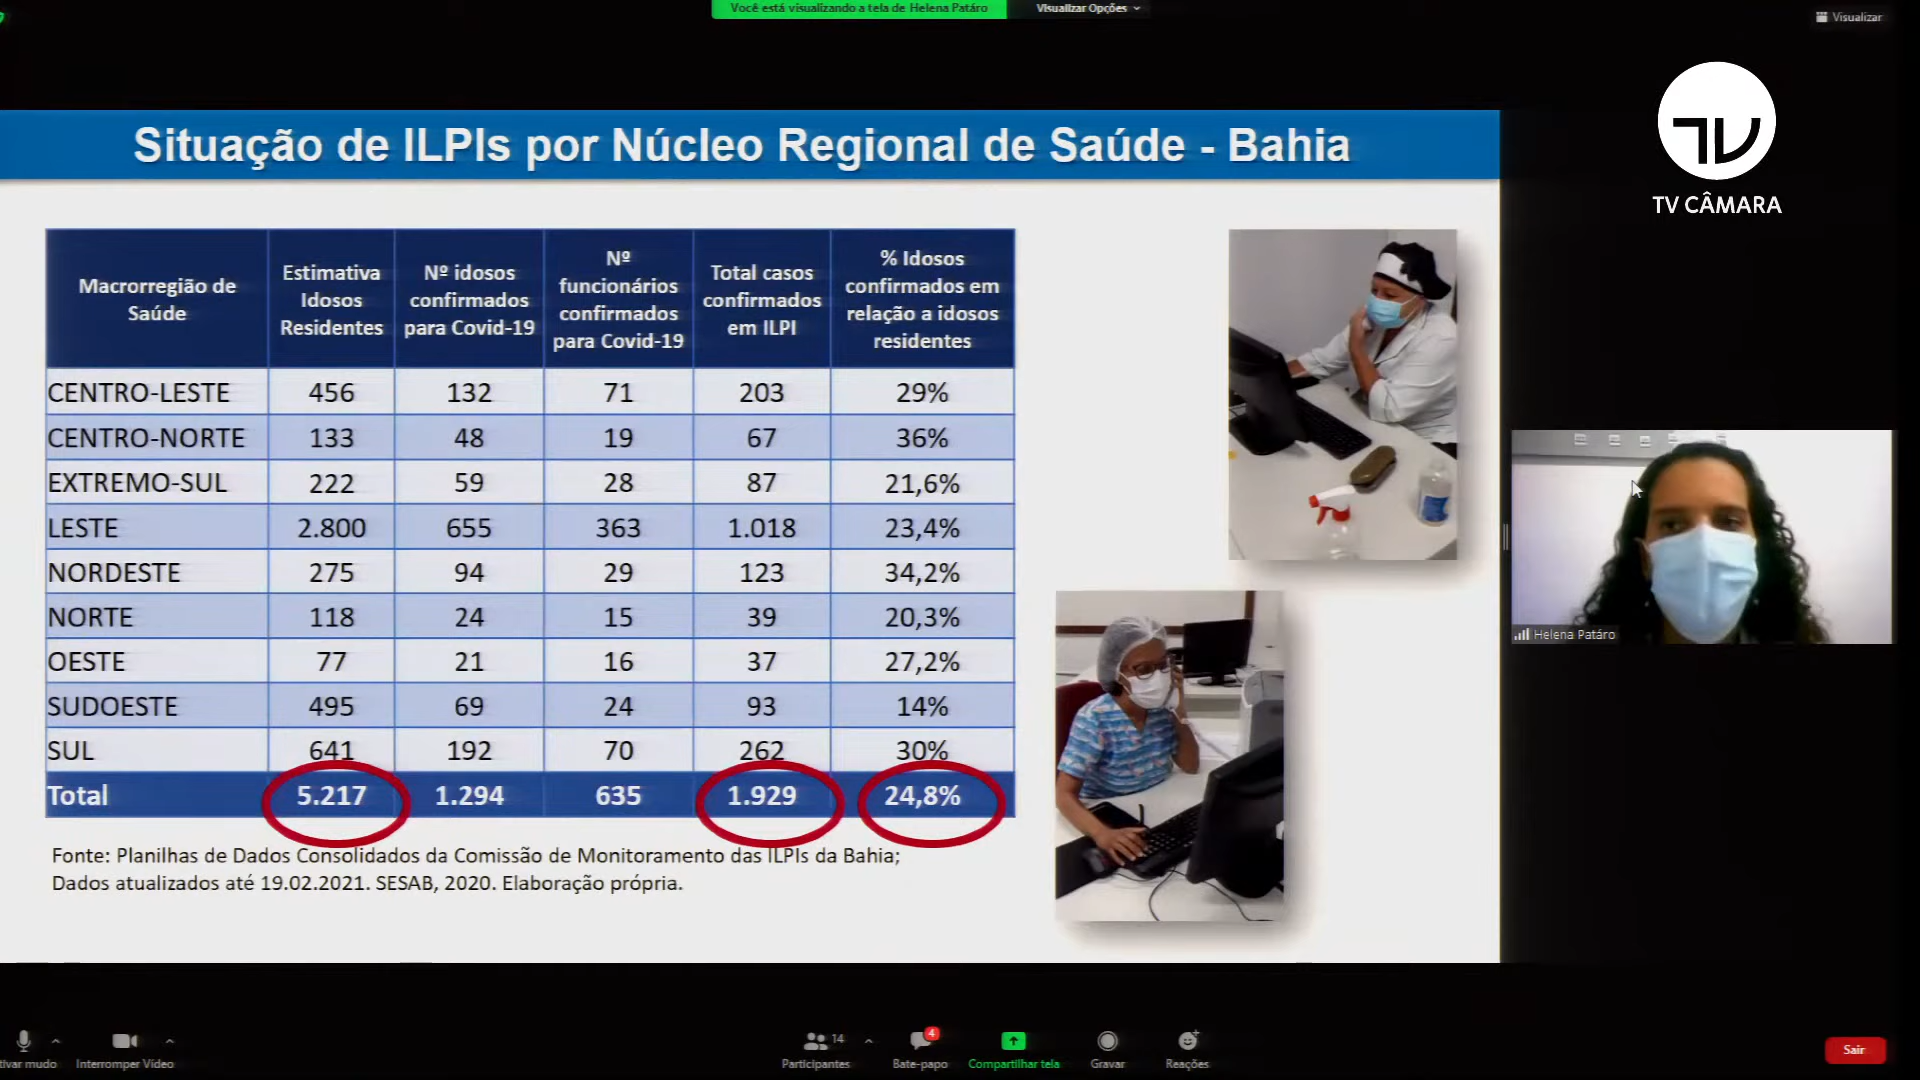 Você está visualizando a tela de Helena Patáro
Visualizar Opções
Visualizar
TV CÂMARA
Situação de ILPIs por Núcleo Regional de Saúde - Bahia
Macrorregião de Saúde
Estimativa Idosos Residentes
Nº idosos confirmados para Covid-19
Nº funcionários confirmados para Covid-19
Total casos confirmados em ILPI
% Idosos confirmados em relação a idosos residentes
CENTRO-LESTE 456 132 71 203 29%
CENTRO-NORTE 133 48 19 67 36%
EXTREMO-SUL 222 59 28 87 21,6%
LESTE 2.800 655 363 1.018 23,4%
NORDESTE 275 94 29 123 34,2%
NORTE 118 24 15 39 20,3%
OESTE 77 21 16 37 27,2%
SUDOESTE 495 69 24 93 14%
SUL 641 192 70 262 30%
Total 5.217 1.294 635 1.929 24,8%
Fonte: Planilhas de Dados Consolidados da Comissão de Monitoramento das ILPIs da Bahia;
Dados atualizados até 19.02.2021. SESAB, 2020. Elaboração própria.
Helena Patáro
tivar mudo
Interromper Vídeo
14
Participantes
4
Bate-papo
Compartilhar tela
Gravar
Reações
Sair